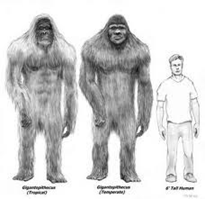 Gigantopithecus
(Tropical)
Gigantopithecus
(Temperate)
6' Tall Human